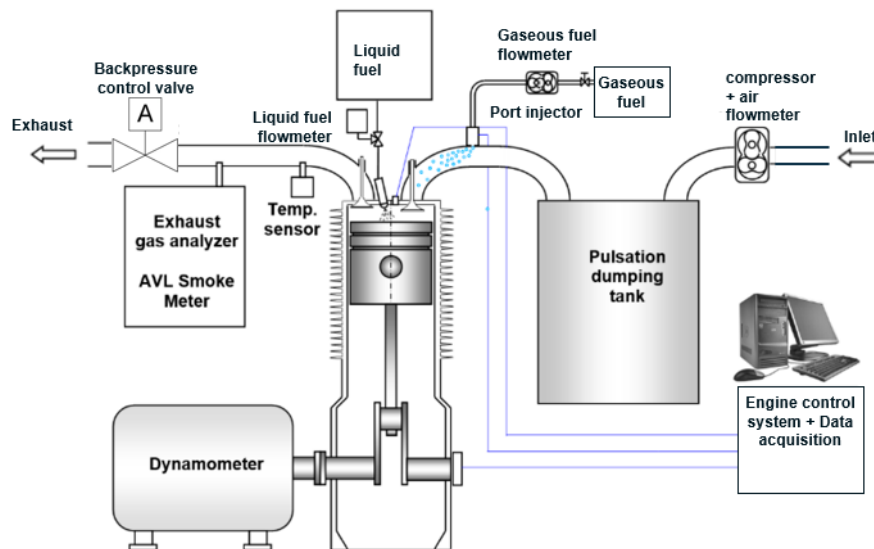 Liquid
fuel
Gaseous fuel
flowmeter
Gaseous
fuel
Port injector
compressor
+ air
flowmeter
Backpressure
control valve
A
Liquid fuel
flowmeter
Exhaust
Inlet
Temp.
sensor
Exhaust
gas analyzer
AVL Smoke
Meter
Pulsation
dumping
tank
Engine control
system + Data
acquisition
Dynamometer